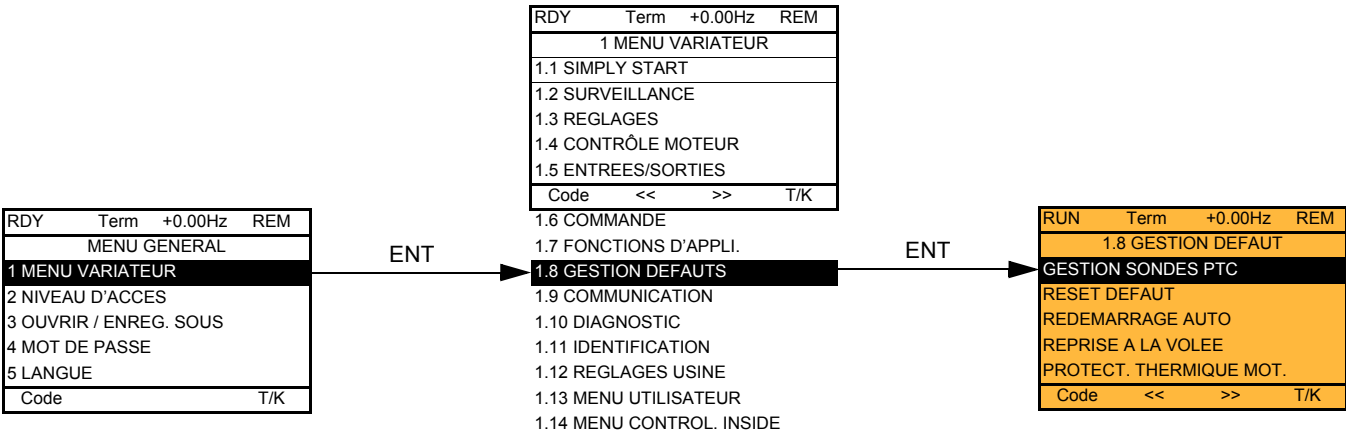 RDY Term +0.00Hz REM
1 MENU VARIATEUR
1.1 SIMPLY START
1.2 SURVEILLANCE
1.3 REGLAGES
1.4 CONTRÔLE MOTEUR
1.5 ENTREES/SORTIES
Code << >> T/K
1.6 COMMANDE
1.7 FONCTIONS D'APPLI.
1.8 GESTION DEFAUTS
1.9 COMMUNICATION
1.10 DIAGNOSTIC
1.11 IDENTIFICATION
1.12 REGLAGES USINE
1.13 MENU UTILISATEUR
1.14 MENU CONTROL. INSIDE
RDY Term +0.00Hz REM
MENU GENERAL
1 MENU VARIATEUR
2 NIVEAU D'ACCES
3 OUVRIR / ENREG. SOUS
4 MOT DE PASSE
5 LANGUE
Code T/K
ENT
ENT
RUN Term +0.00Hz REM
1.8 GESTION DEFAUT
GESTION SONDES PTC
RESET DEFAUT
REDEMARRAGE AUTO
REPRISE A LA VOLEE
PROTECT. THERMIQUE MOT.
Code << >> T/K